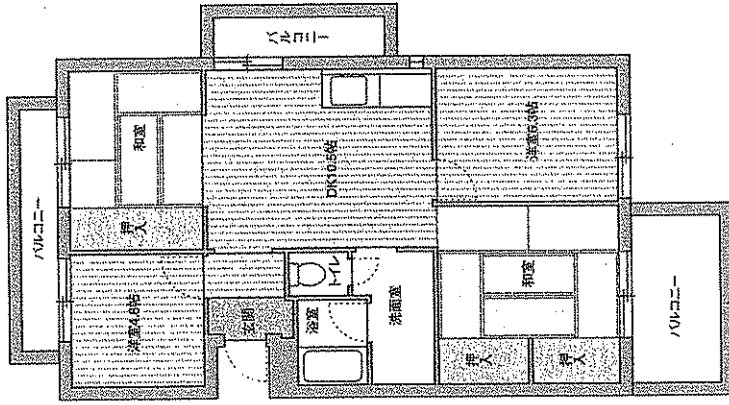 バルコニー
バルコニー
和室
押入
洋室4.8帖
DK10.5帖
洋室6.3帖
玄関
トイレ
浴室
洗面室
和室
押入
押入
バルコニー